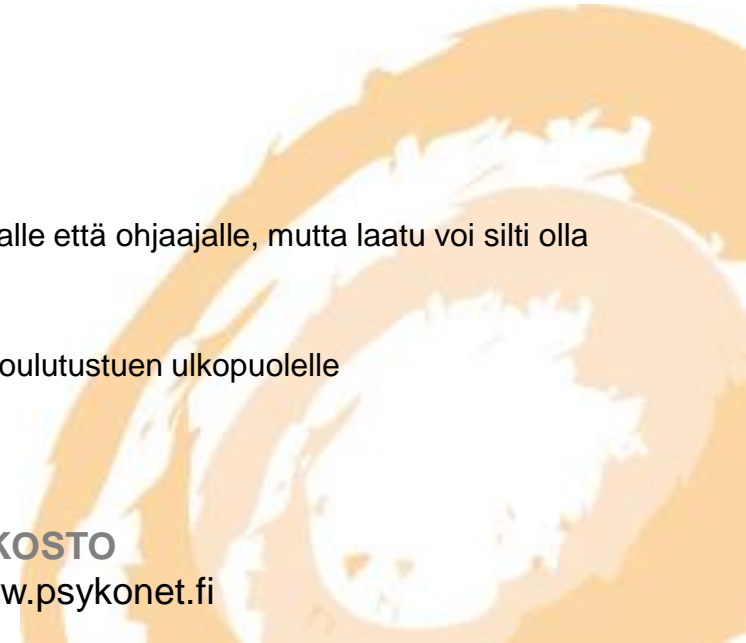 alle että ohjaajalle, mutta laatu voi silti olla
oulutustuen ulkopuolelle
KOSTO
w.psykonet.fi